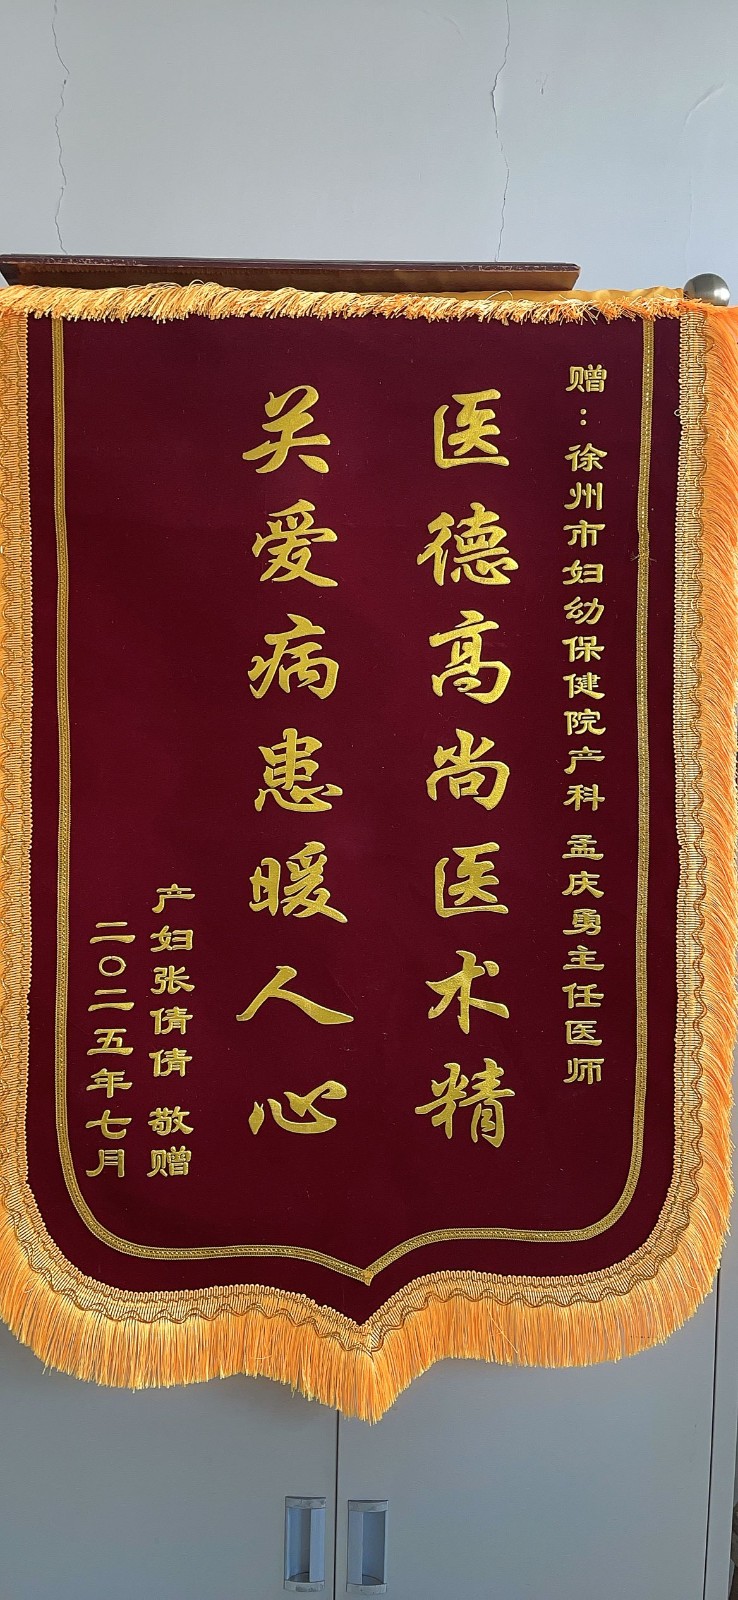 赠：徐州市妇幼保健院产科 孟庆勇主任医师
医德高尚医术精
关爱病患暖人心
产妇张倩倩 敬赠
二〇二五年七月